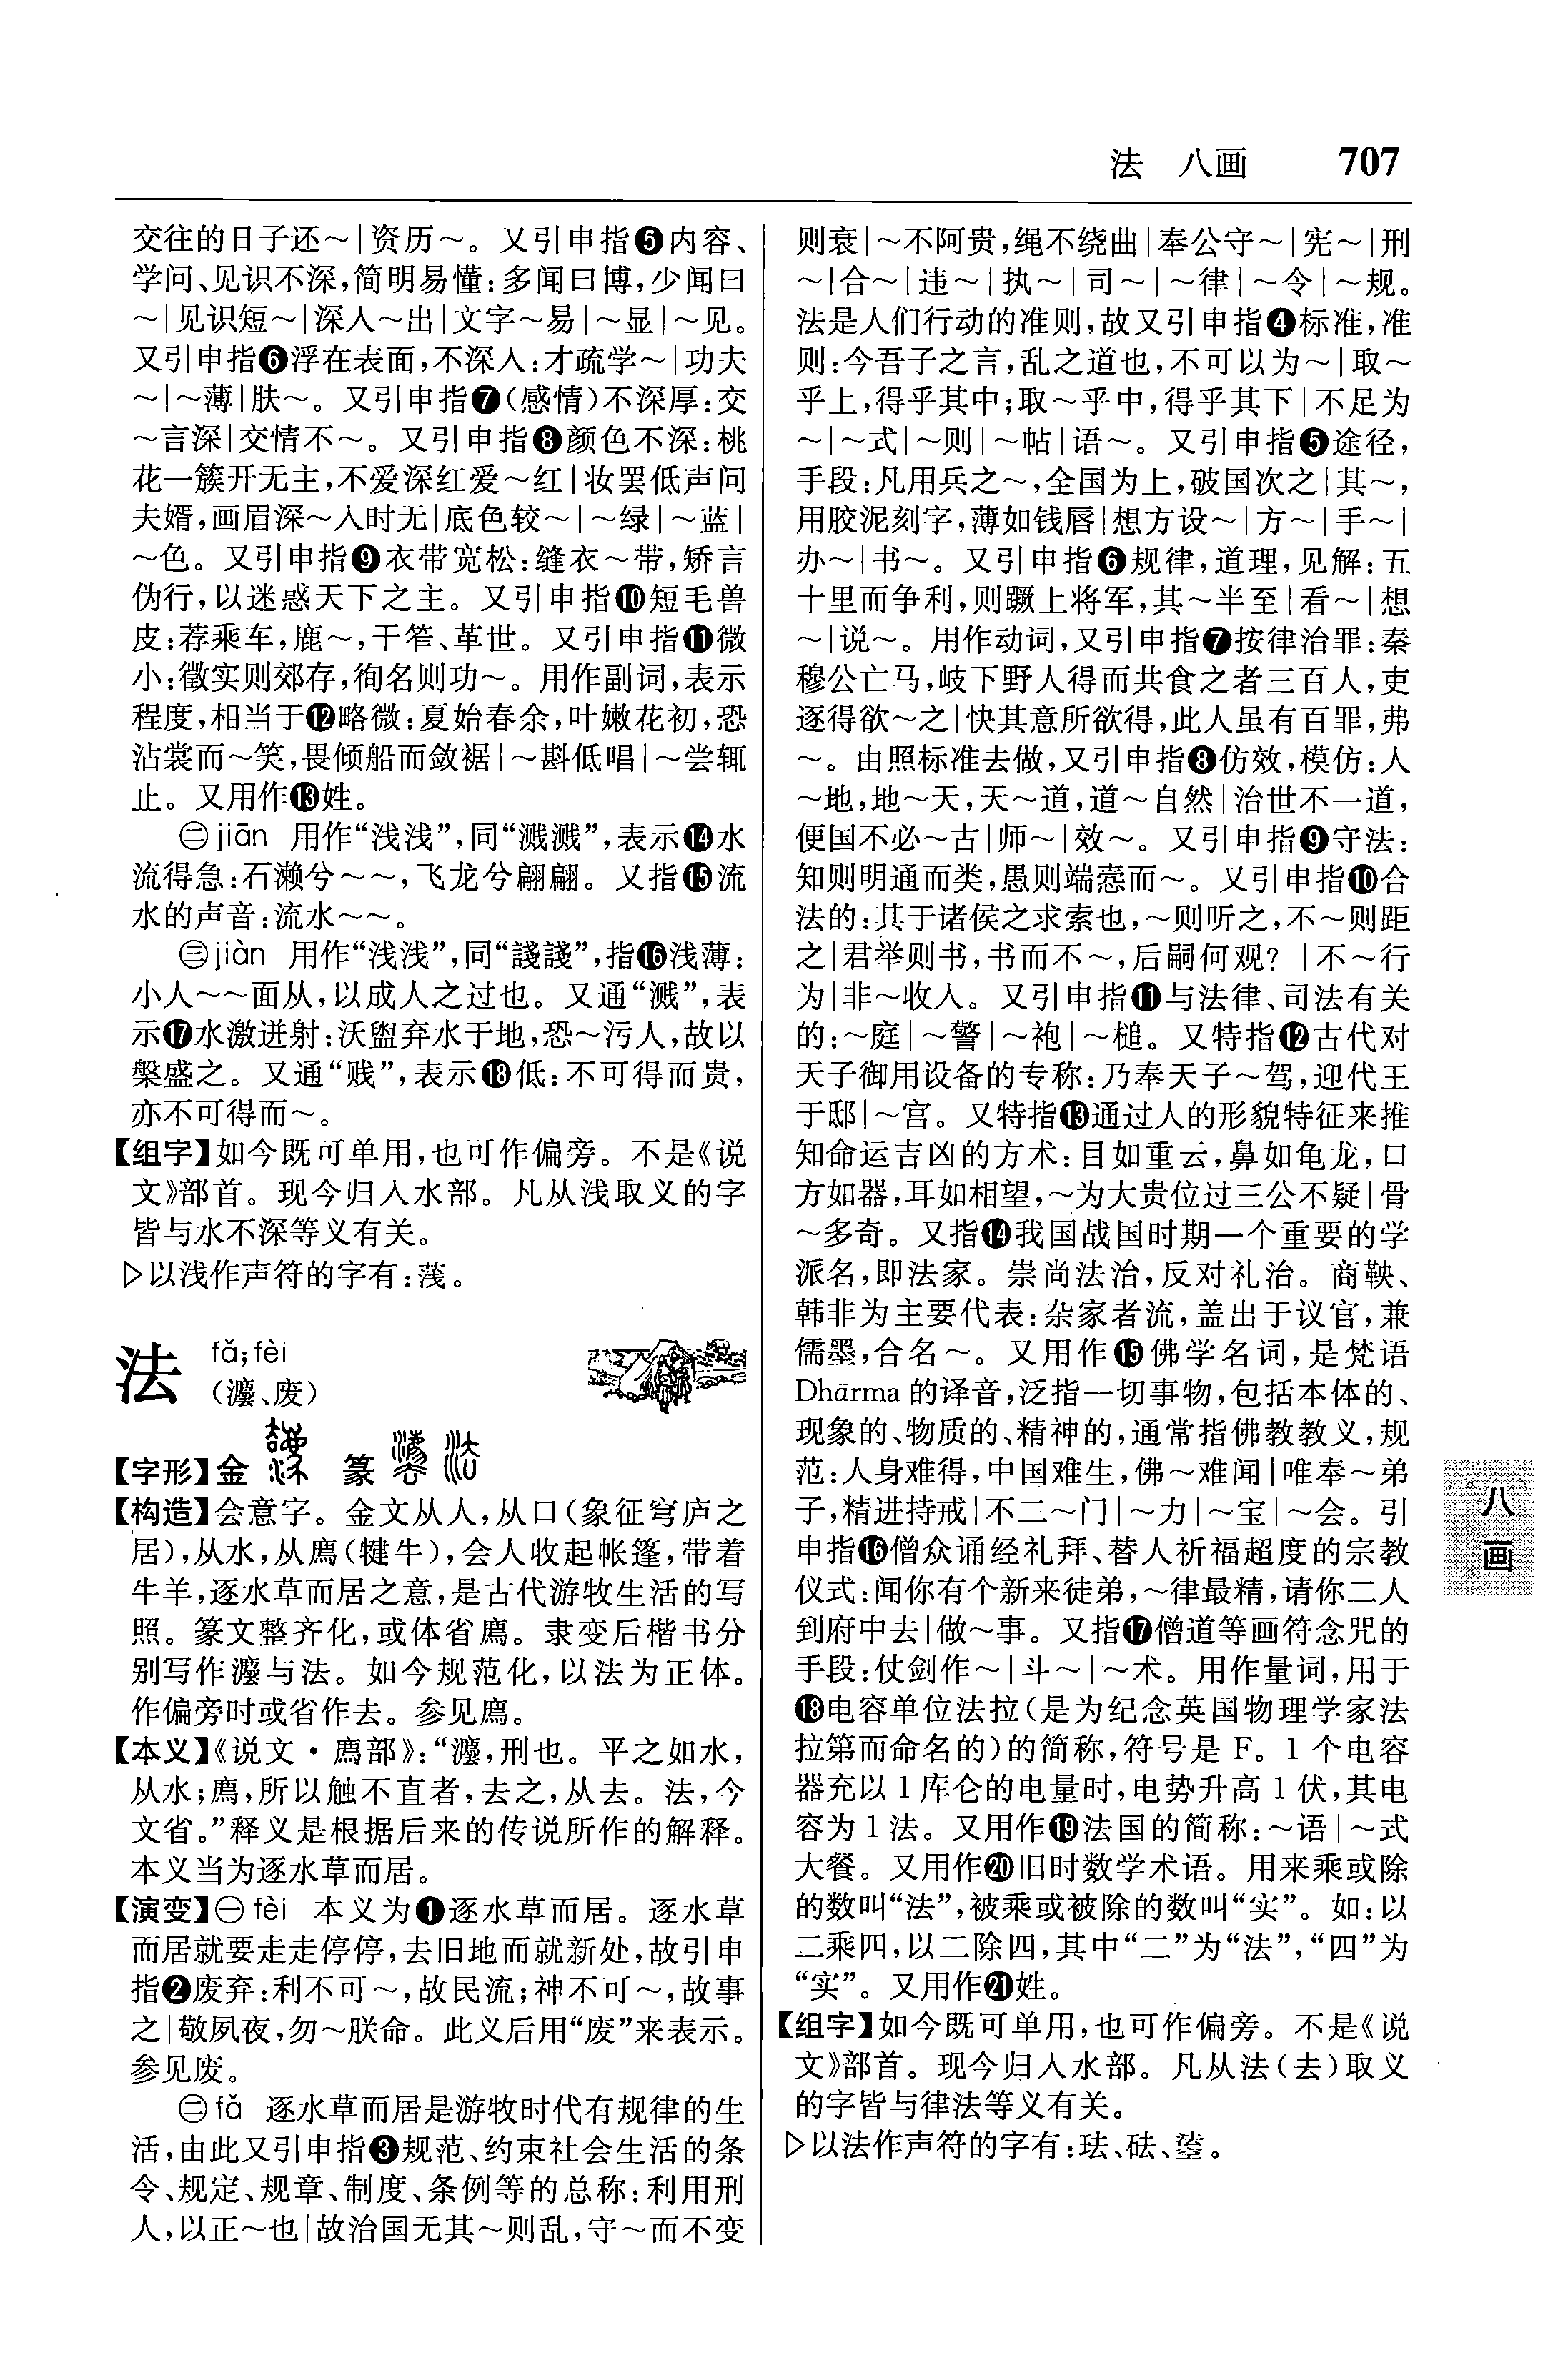 法　八画　707
交往的日子还～|资历～。又引申指❺内容、
学问、见识不深,简明易懂:多闻曰博,少闻曰
～|见识短～|深入～出|文字～易|～显|～见。
又引申指❻浮在表面,不深入:才疏学～|功夫
～|～薄|肤～。又引申指❼(感情)不深厚:交
～言深|交情不～。又引申指❽颜色不深:桃
花一簇开无主,不爱深红爱～红|妆罢低声问
夫婿,画眉深～入时无|底色较～|～绿|～蓝|
～色。又引申指❾衣带宽松:缝衣～带,矫言
伪行,以迷惑天下之主。又引申指❿短毛兽
皮:荐乘车,鹿～,干笮、革世。又引申指⓫微
小:徵实则郊存,徇名则功～。用作副词,表示
程度,相当于⓬略微:夏始春余,叶嫩花初,恐
沾裳而～笑,畏倾船而敛裾|～斟低唱|～尝辄
止。又用作⓭姓。
㊁jiān 用作“浅浅”,同“溅溅”,表示⓮水
流得急:石濑兮～～,飞龙兮翩翩。又指⓯流
水的声音:流水～～。
㊂jiàn 用作“浅浅”,同“諓諓”,指⓰浅薄:
小人～～面从,以成人之过也。又通“溅”,表
示⓱水激迸射:沃盥弃水于地,恐～污人,故以
槃盛之。又通“贱”,表示⓲低:不可得而贵,
亦不可得而～。
【组字】如今既可单用,也可作偏旁。不是《说
文》部首。现今归入水部。凡从浅取义的字
皆与水不深等义有关。
▷以浅作声符的字有:
法 fǎ;fèi
(灋、废)
【字形】金 篆
【构造】会意字。金文从人,从口(象征穹庐之
居),从水,从廌(犍牛),会人收起帐篷,带着
牛羊,逐水草而居之意,是古代游牧生活的写
照。篆文整齐化,或体省廌。隶变后楷书分
别写作灋与法。如今规范化,以法为正体。
作偏旁时或省作去。参见廌。
【本义】《说文·廌部》:“灋,刑也。平之如水,
从水;廌,所以触不直者,去之,从去。法,今
文省。”释义是根据后来的传说所作的解释。
本义当为逐水草而居。
【演变】㊀fèi 本义为❶逐水草而居。逐水草
而居就要走走停停,去旧地而就新处,故引申
指❷废弃:利不可～,故民流;神不可～,故事
之|敬夙夜,勿～朕命。此义后用“废”来表示。
参见废。
㊁fǎ 逐水草而居是游牧时代有规律的生
活,由此又引申指❸规范、约束社会生活的条
令、规定、规章、制度、条例等的总称:利用刑
人,以正～也|故治国无其～则乱,守～而不变
则衰|～不阿贵,绳不绕曲|奉公守～|宪～|刑
～|合～|违～|执～|司～|～律|～令|～规。
法是人们行动的准则,故又引申指❹标准,准
则:今吾子之言,乱之道也,不可以为～|取～
乎上,得乎其中;取～乎中,得乎其下|不足为
～|～式|～则|～帖|语～。又引申指❺途径,
手段:凡用兵之～,全国为上,破国次之|其～,
用胶泥刻字,薄如钱唇|想方设～|方～|手～|
办～|书～。又引申指❻规律,道理,见解:五
十里而争利,则蹶上将军,其～半至|看～|想
～|说～。用作动词,又引申指❼按律治罪:秦
穆公亡马,岐下野人得而共食之者三百人,吏
逐得欲～之|快其意所欲得,此人虽有百罪,弗
～。由照标准去做,又引申指❽仿效,模仿:人
～地,地～天,天～道,道～自然|治世不一道,
便国不必～古|师～|效～。又引申指❾守法:
知则明通而类,愚则端悫而～。又引申指❿合
法的:其于诸侯之求索也,～则听之,不～则距
之|君举则书,书而不～,后嗣何观? |不～行
为|非～收入。又引申指⓫与法律、司法有关
的:～庭|～警|～袍|～槌。又特指⓬古代对
天子御用设备的专称:乃奉天子～驾,迎代王
于邸|～宫。又特指⓭通过人的形貌特征来推
知命运吉凶的方术:目如重云,鼻如龟龙,口
方如器,耳如相望,～为大贵位过三公不疑|骨
～多奇。又指⓮我国战国时期一个重要的学
派名,即法家。崇尚法治,反对礼治。商鞅、
韩非为主要代表:杂家者流,盖出于议官,兼
儒墨,合名～。又用作⓯佛学名词,是梵语
Dhārma 的译音,泛指一切事物,包括本体的、
现象的、物质的、精神的,通常指佛教教义,规
范:人身难得,中国难生,佛～难闻|唯奉～弟
子,精进持戒|不二～门|～力|～宝|～会。引
申指⓰僧众诵经礼拜、替人祈福超度的宗教
仪式:闻你有个新来徒弟,～律最精,请你二人
到府中去|做～事。又指⓱僧道等画符念咒的
手段:仗剑作～|斗～|～术。用作量词,用于
⓲电容单位法拉(是为纪念英国物理学家法
拉第而命名的)的简称,符号是 F。1 个电容
器充以 1 库仑的电量时,电势升高 1 伏,其电
容为 1 法。又用作⓳法国的简称:～语|～式
大餐。又用作⓴旧时数学术语。用来乘或除
的数叫“法”,被乘或被除的数叫“实”。如:以
二乘四,以二除四,其中“二”为“法”,“四”为
“实”。又用作㉑姓。
【组字】如今既可单用,也可作偏旁。不是《说
文》部首。现今归入水部。凡从法(去)取义
的字皆与律法等义有关。
▷以法作声符的字有:珐、砝、
八画